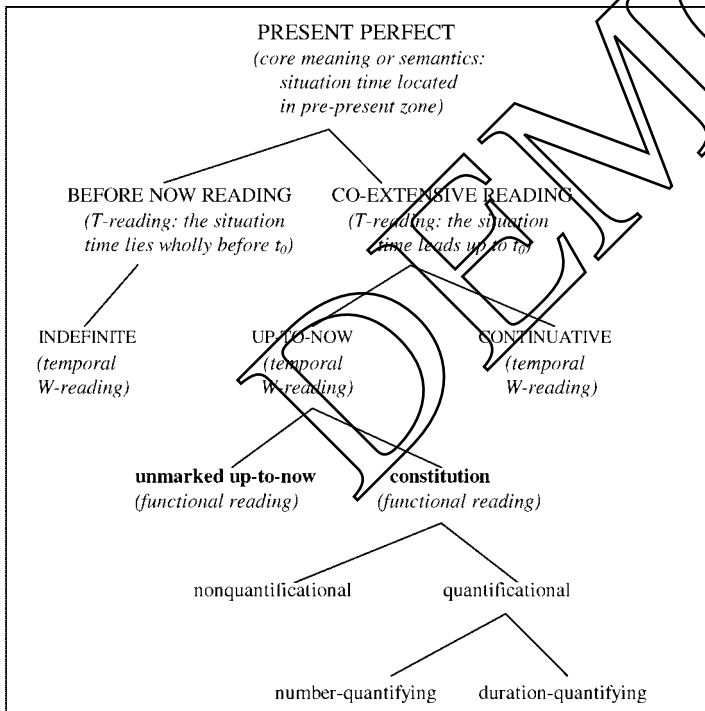 PRESENT PERFECT
(core meaning or semantics:
situation time located
in pre-present zone)
BEFORE NOW READING CO-EXTENSIVE READING
(T-reading: the situation (T-reading: the situation
time lies wholly before t0) time leads up to t0)
INDEFINITE UP-TO-NOW CONTINUATIVE
(temporal (temporal (temporal
W-reading) W-reading) W-reading)
unmarked up-to-now constitution
(functional reading) (functional reading)
nonquantificational quantificational
number-quantifying duration-quantifying
DEM